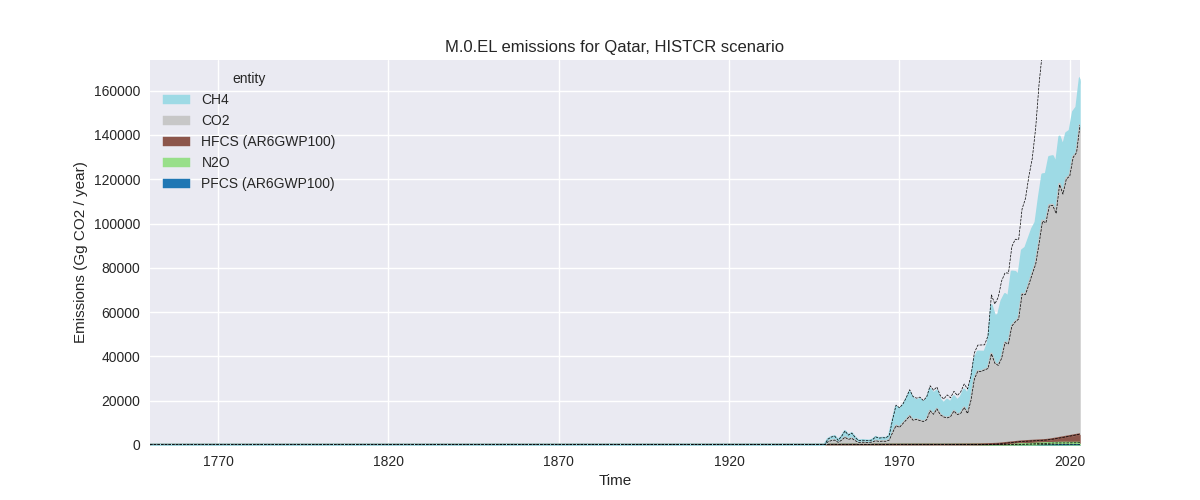 M.0.EL emissions for Qatar, HISTCR scenario
entity
CH4
CO2
HFCS (AR6GWP100)
N2O
PFCS (AR6GWP100)
Emissions (Gg CO2 / year)
160000
140000
120000
100000
80000
60000
40000
20000
0
1770
1820
1870
1920
1970
2020
Time